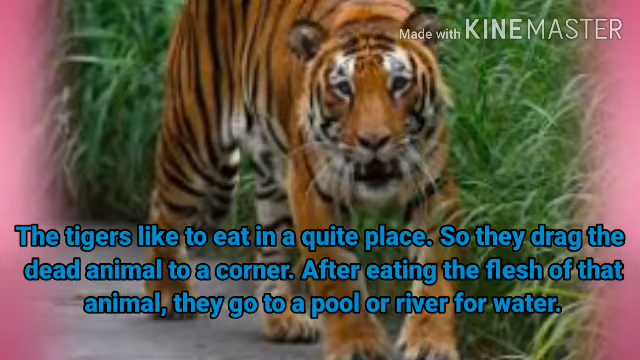 Made with KINEMASTER
The tigers like to eat in a quite place. So they drag the
dead animal to a corner. After eating the flesh of that
animal, they go to a pool or river for water.